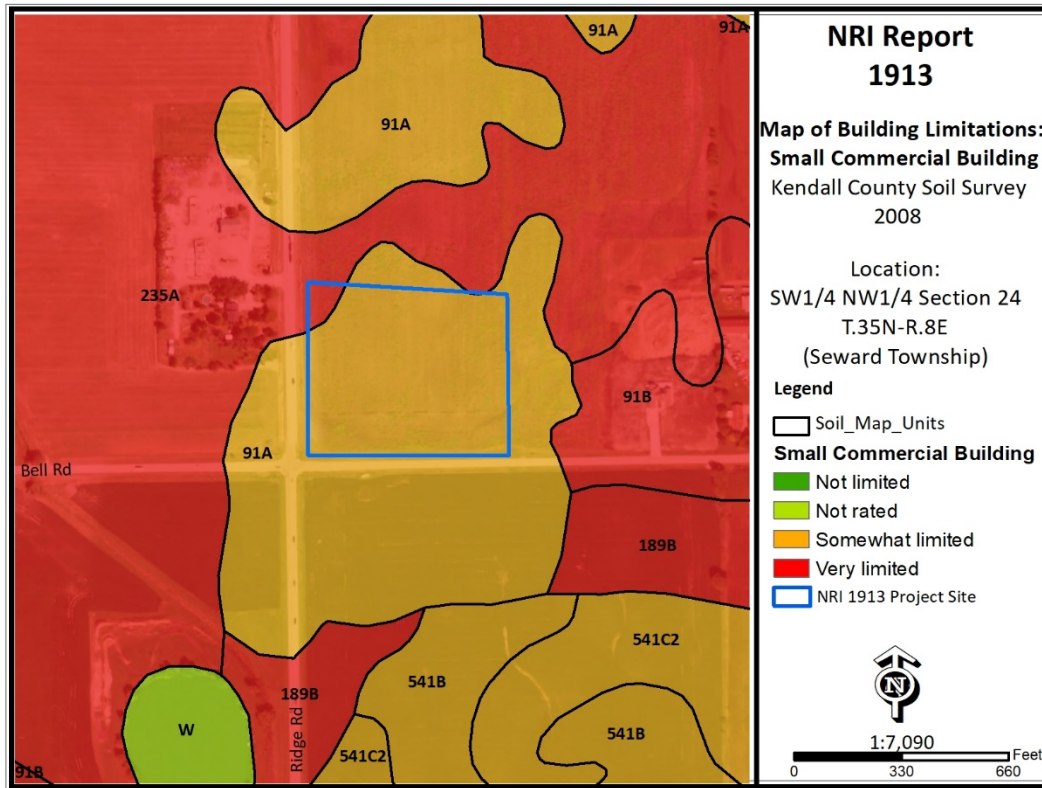 91A
91A
91A
91A
235A
91B
91A
Bell Rd
189B
541C2
541B
189B
W
Ridge Rd
541B
541C2
91B
NRI Report
1913
Map of Building Limitations:
Small Commercial Building
Kendall County Soil Survey
2008
Location:
SW1/4 NW1/4 Section 24
T.35N-R.8E
(Seward Township)
Legend
Soil_Map_Units
Small Commercial Building
Not limited
Not rated
Somewhat limited
Very limited
NRI 1913 Project Site
N
1:7,090
Feet
0 330 660